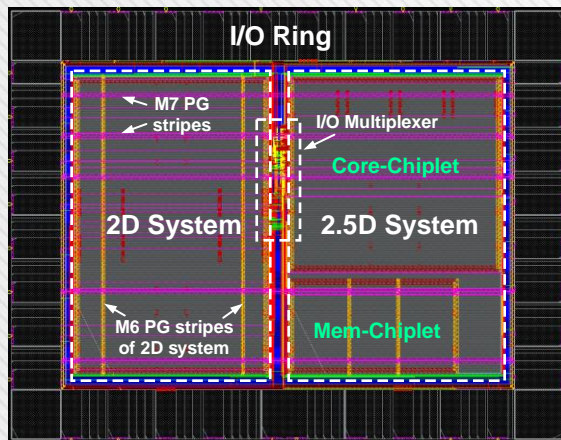 I/O Ring
M7 PG
stripes
I/O Multiplexer
Core-Chiplet
2D System
2.5D System
M6 PG stripes
of 2D system
Mem-Chiplet